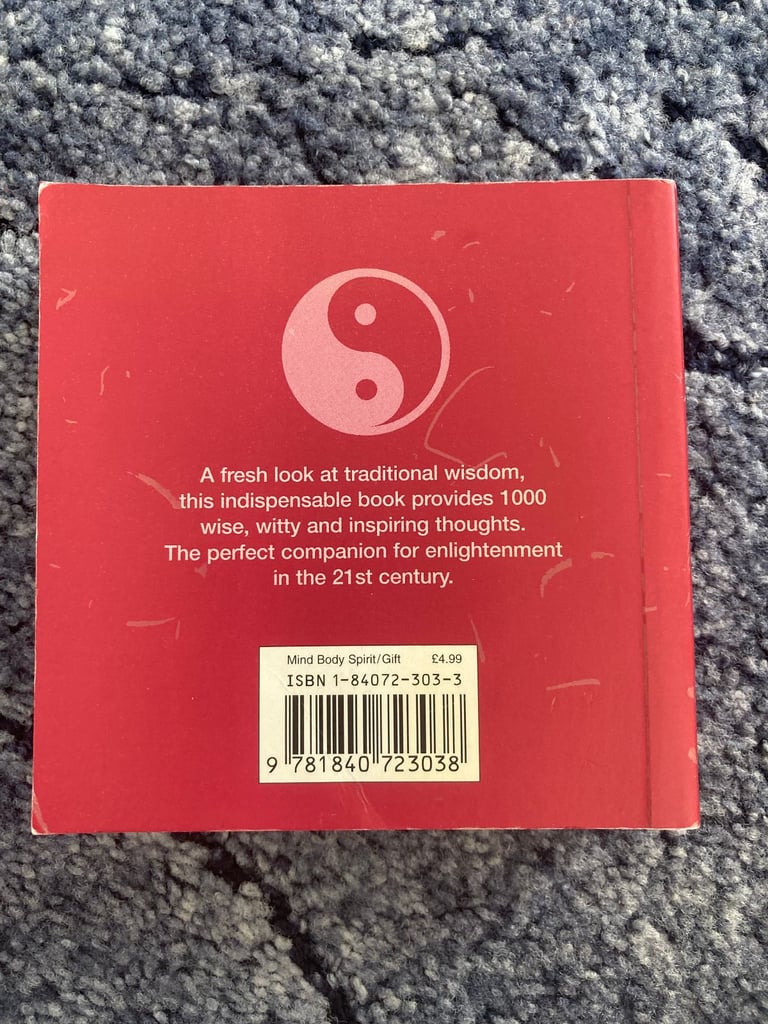 A fresh look at traditional wisdom,
this indispensable book provides 1000
wise, witty and inspiring thoughts.
The perfect companion for enlightenment
in the 21st century.
Mind Body Spirit/Gift £4.99
ISBN 1-84072-303-3
9 781840 723038